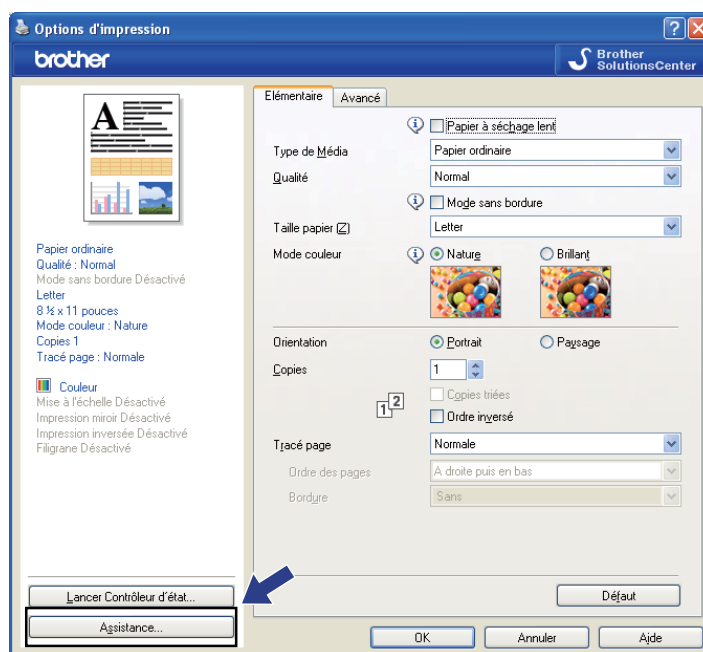 Options d'impression
brother
Brother
SolutionsCenter
A
Papier ordinaire
Qualité : Normal
Mode sans bordure Désactivé
Letter
8 ½ x 11 pouces
Mode couleur : Nature
Copies 1
Tracé page : Normale
Couleur
Mise à l'échelle Désactivé
Impression miroir Désactivé
Impression inversée Désactivé
Filigrane Désactivé
Lancer Contrôleur d'état...
Assistance...
Elémentaire Avancé
Papier à séchage lent
Type de Média Papier ordinaire
Qualité Normal
Mode sans bordure
Taille papier (Z) Letter
Mode couleur Nature Brillant
Orientation Portrait Paysage
Copies 1
Copies triées
1 2 Ordre inversé
Tracé page Normale
Ordre des pages A droite puis en bas
Bordure Sans
Défaut
OK Annuler Aide